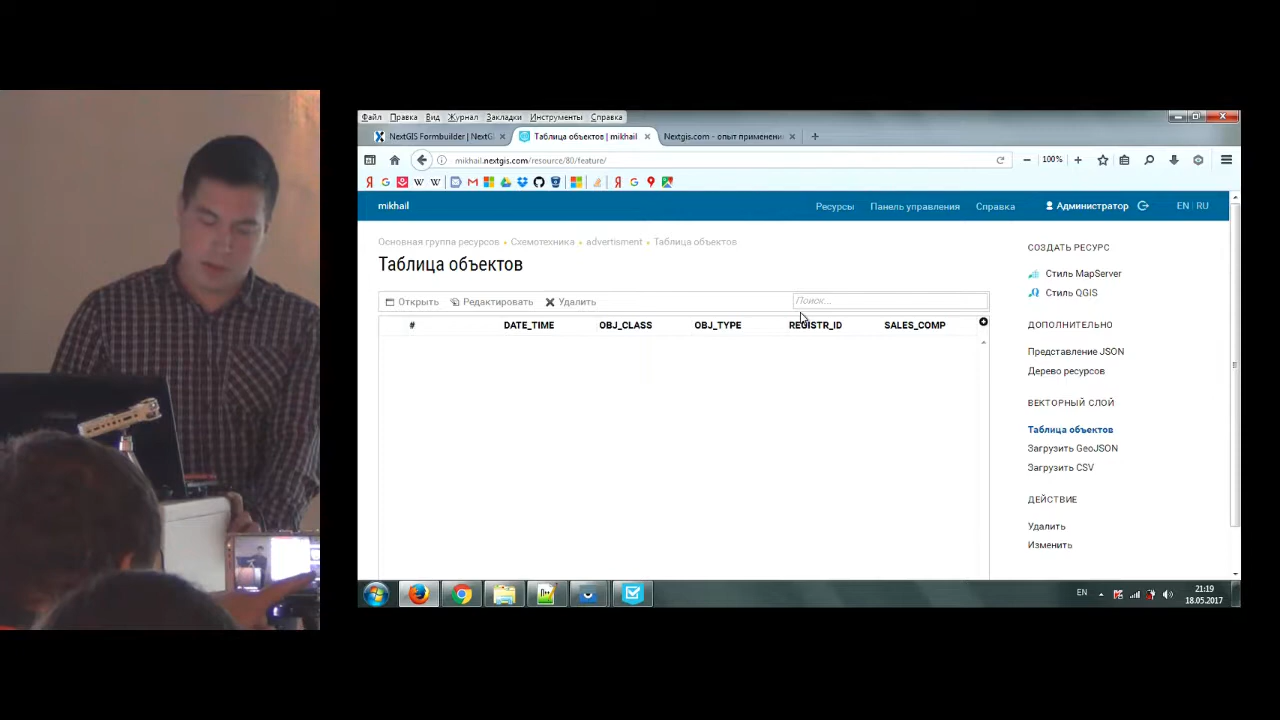 Файл Правка Вид Журнал Закладки Инструменты Справка
NextGIS Formbuilder | NextG Таблица объектов | mikhail Nextgis.com - опыт применени
mikhail.nextgis.com/resource/80/feature/ 100%
mikhail Ресурсы Панель управления Справка Администратор EN | RU
Основная группа ресурсов • Схемотехника • advertisment • Таблица объектов
Таблица объектов
Открыть Редактировать Удалить Поиск...
# DATE_TIME OBJ_CLASS OBJ_TYPE REGISTR_ID SALES_COMP
СОЗДАТЬ РЕСУРС
Стиль MapServer
Стиль QGIS
ДОПОЛНИТЕЛЬНО
Представление JSON
Дерево ресурсов
ВЕКТОРНЫЙ СЛОЙ
Таблица объектов
Загрузить GeoJSON
Загрузить CSV
ДЕЙСТВИЕ
Удалить
Изменить
EN 21:19
18.05.2017